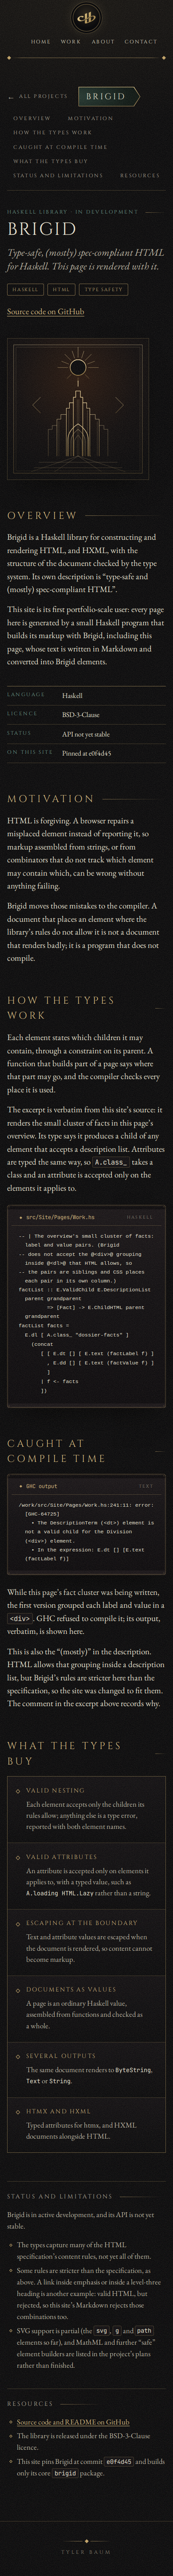 HOME WORK ABOUT CONTACT
← ALL PROJECTS BRIGID
OVERVIEW MOTIVATION
HOW THE TYPES WORK
CAUGHT AT COMPILE TIME
WHAT THE TYPES BUY
STATUS AND LIMITATIONS RESOURCES
HASKELL LIBRARY · IN DEVELOPMENT
BRIGID
Type-safe, (mostly) spec-compliant HTML
for Haskell. This page is rendered with it.
HASKELL HTML TYPE SAFETY
Source code on GitHub
OVERVIEW
Brigid is a Haskell library for constructing and
rendering HTML, and HXML, with the
structure of the document checked by the type
system. Its own description is “type-safe and
(mostly) spec-compliant HTML”.
This site is its first portfolio-scale user: every page
here is generated by a small Haskell program that
builds its markup with Brigid, including this
page, whose text is written in Markdown and
converted into Brigid elements.
LANGUAGE Haskell
LICENCE BSD-3-Clause
STATUS API not yet stable
ON THIS SITE Pinned at e0f4d45
MOTIVATION
HTML is forgiving. A browser repairs a
misplaced element instead of reporting it, so
markup assembled from strings, or from
combinators that do not track which element
may contain which, can be wrong without
anything failing.
Brigid moves those mistakes to the compiler. A
document that places an element where the
library’s rules do not allow it is not a document
that renders badly; it is a program that does not
compile.
HOW THE TYPES
WORK
Each element states which children it may
contain, through a constraint on its parent. A
function that builds part of a page says where
that part may go, and the compiler checks every
place it is used.
The excerpt is verbatim from this site’s source: it
renders the small cluster of facts in this page’s
overview. Its type says it produces a child of any
element that accepts a description list. Attributes
are typed the same way, so A.class_ takes a
class and an attribute is accepted only on the
elements it applies to.
src/Site/Pages/Work.hs HASKELL
-- | The overview's small cluster of facts:
label and value pairs. (Brigid
-- does not accept the @<div>@ grouping
inside @<dl>@ that HTML allows, so
-- the pairs are siblings and CSS places
each pair in its own column.)
factList :: E.ValidChild E.DescriptionList
parent grandparent
=> [Fact] -> E.ChildHTML parent
grandparent
factList facts =
E.dl [ A.class_ "dossier-facts" ]
(concat
[ [ E.dt [] [ E.text (factLabel f) ]
, E.dd [] [ E.text (factValue f) ]
]
| f <- facts
])
CAUGHT AT
COMPILE TIME
GHC output TEXT
/work/src/Site/Pages/Work.hs:241:11: error:
[GHC-64725]
• The DescriptionTerm (<dt>) element is
not a valid child for the Division
(<div>) element.
• In the expression: E.dt [] [E.text
(factLabel f)]
While this page’s fact cluster was being written,
the first version grouped each label and value in a
<div>. GHC refused to compile it; its output,
verbatim, is shown here.
This is also the “(mostly)” in the description.
HTML allows that grouping inside a description
list, but Brigid’s rules are stricter here than the
specification, so the site was changed to fit them.
The comment in the excerpt above records why.
WHAT THE TYPES
BUY
VALID NESTING
Each element accepts only the children its
rules allow; anything else is a type error,
reported with both element names.
VALID ATTRIBUTES
An attribute is accepted only on elements it
applies to, with a typed value, such as
A.loading HTML.Lazy rather than a string.
ESCAPING AT THE BOUNDARY
Text and attribute values are escaped when
the document is rendered, so content cannot
become markup.
DOCUMENTS AS VALUES
A page is an ordinary Haskell value,
assembled from functions and checked as
a whole.
SEVERAL OUTPUTS
The same document renders to ByteString,
Text or String.
HTMX AND HXML
Typed attributes for htmx, and HXML
documents alongside HTML.
STATUS AND LIMITATIONS
Brigid is in active development, and its API is not yet
stable.
The types capture many of the HTML
specification’s content rules, not yet all of them.
Some rules are stricter than the specification, as
above. A link inside emphasis or inside a level-three
heading is another example: valid HTML, but
rejected, so this site’s Markdown rejects those
combinations too.
SVG support is partial (the svg, g and path
elements so far), and MathML and further “safe”
element builders are listed in the project’s plans
rather than finished.
RESOURCES
Source code and README on GitHub
The library is released under the BSD-3-Clause
licence.
This site pins Brigid at commit e0f4d45 and builds
only its core brigid package.
TYLER BAUM